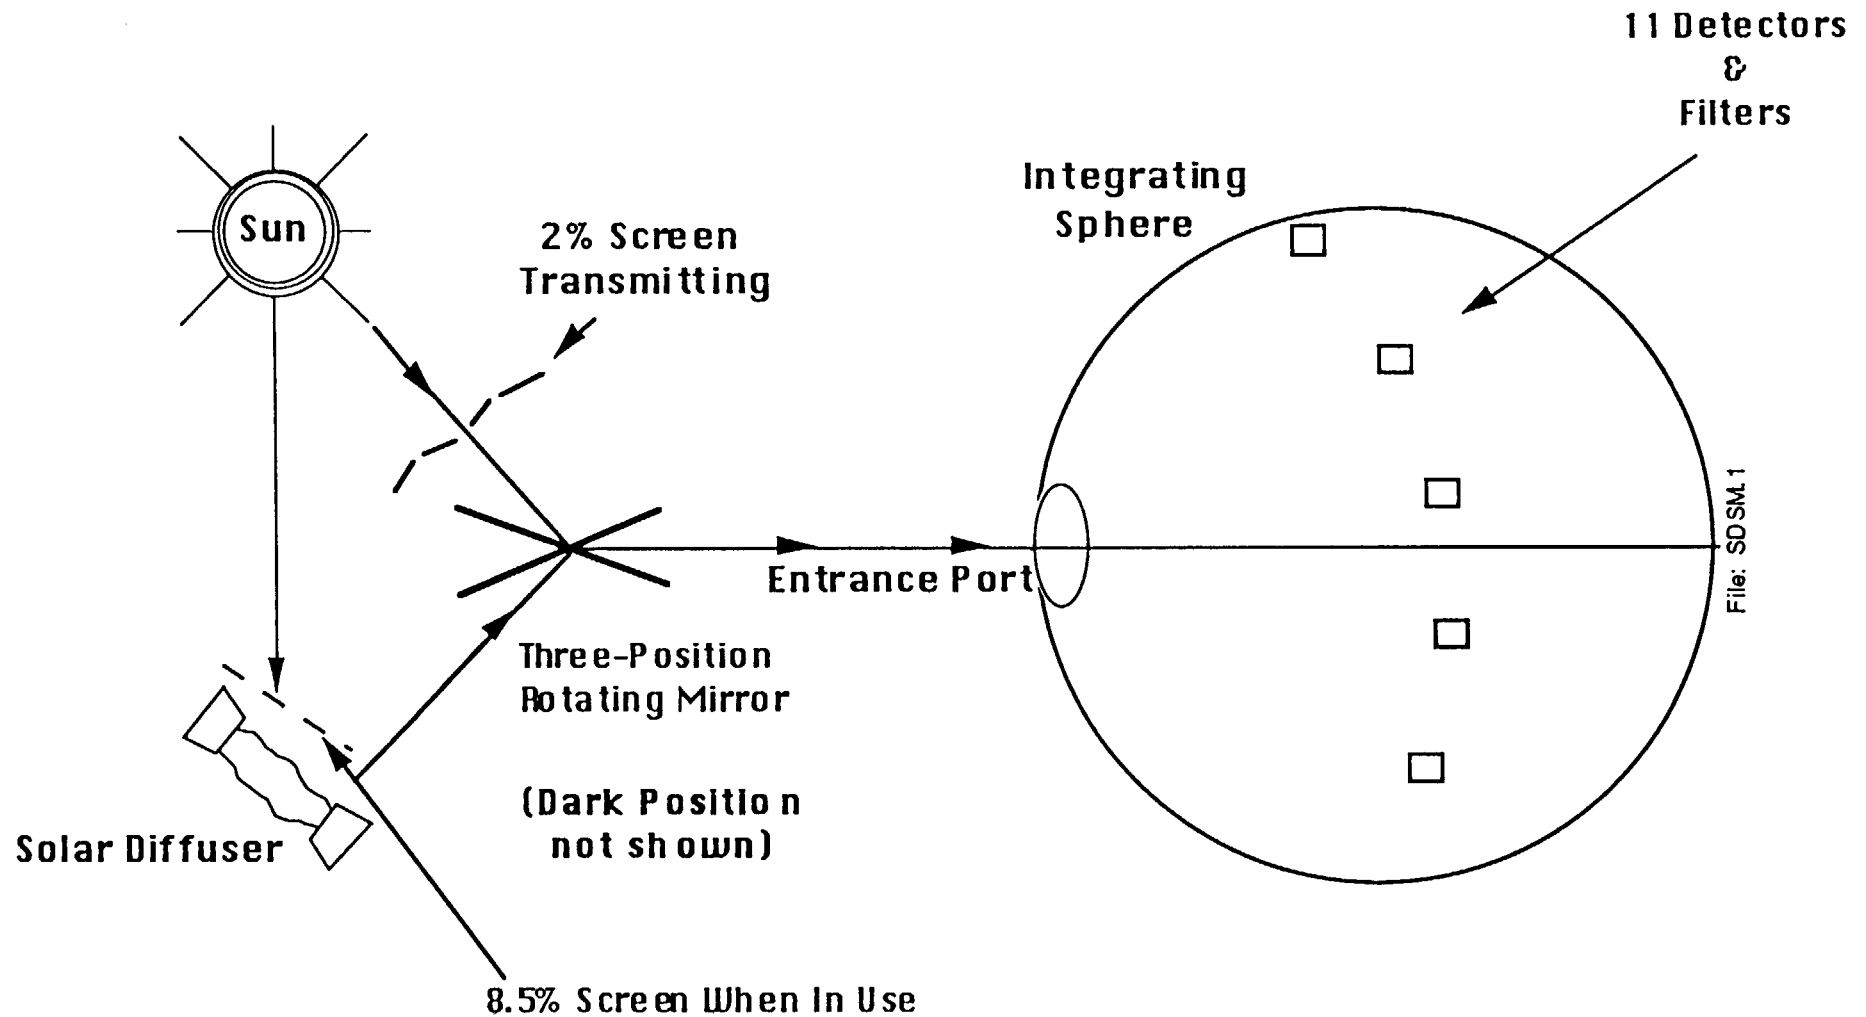 11 Detectors
&
Filters
Integrating
Sphere
Sun
2% Screen
Transmitting
Entrance Port
File: SDSM.1
Three-Position
Rotating Mirror
(Dark Position
not shown)
Solar Diffuser
8.5% Screen When In Use